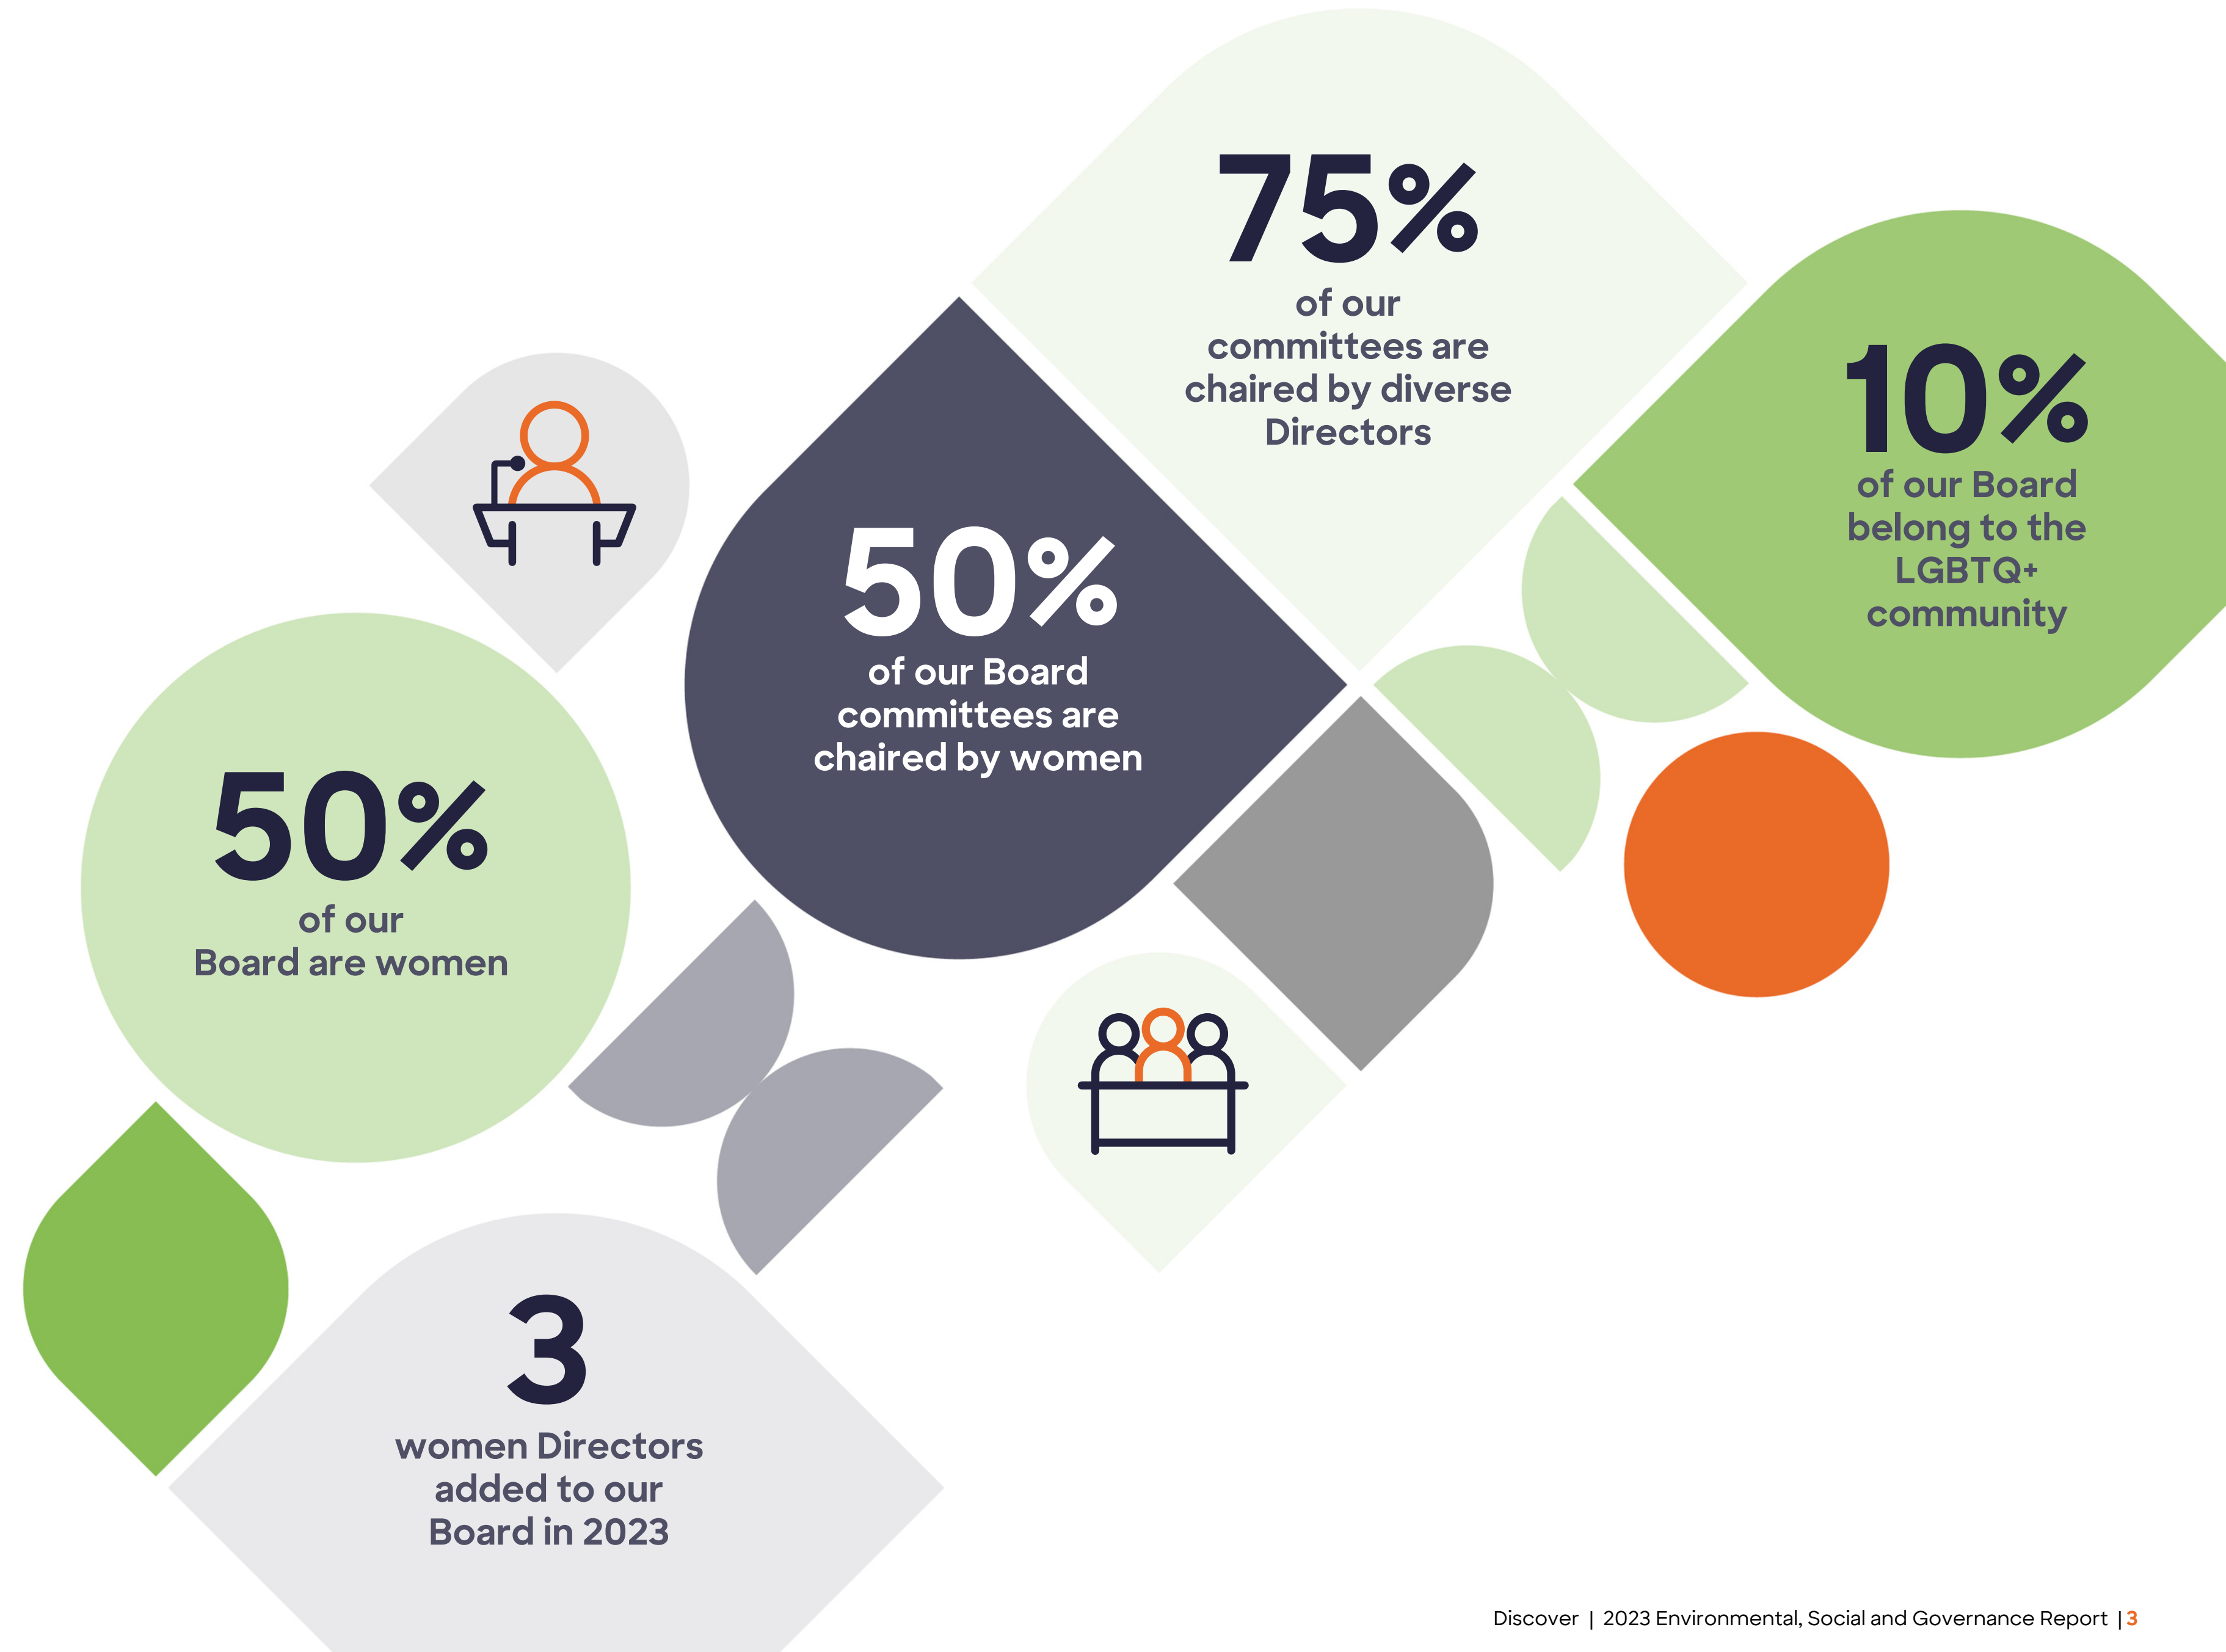 75%
of our
committees are
chaired by diverse
Directors
10%
of our Board
belong to the
LGBTQ+
community
50%
of our Board
committees are
chaired by women
50%
of our
Board are women
3
women Directors
added to our
Board in 2023
Discover | 2023 Environmental, Social and Governance Report | 3